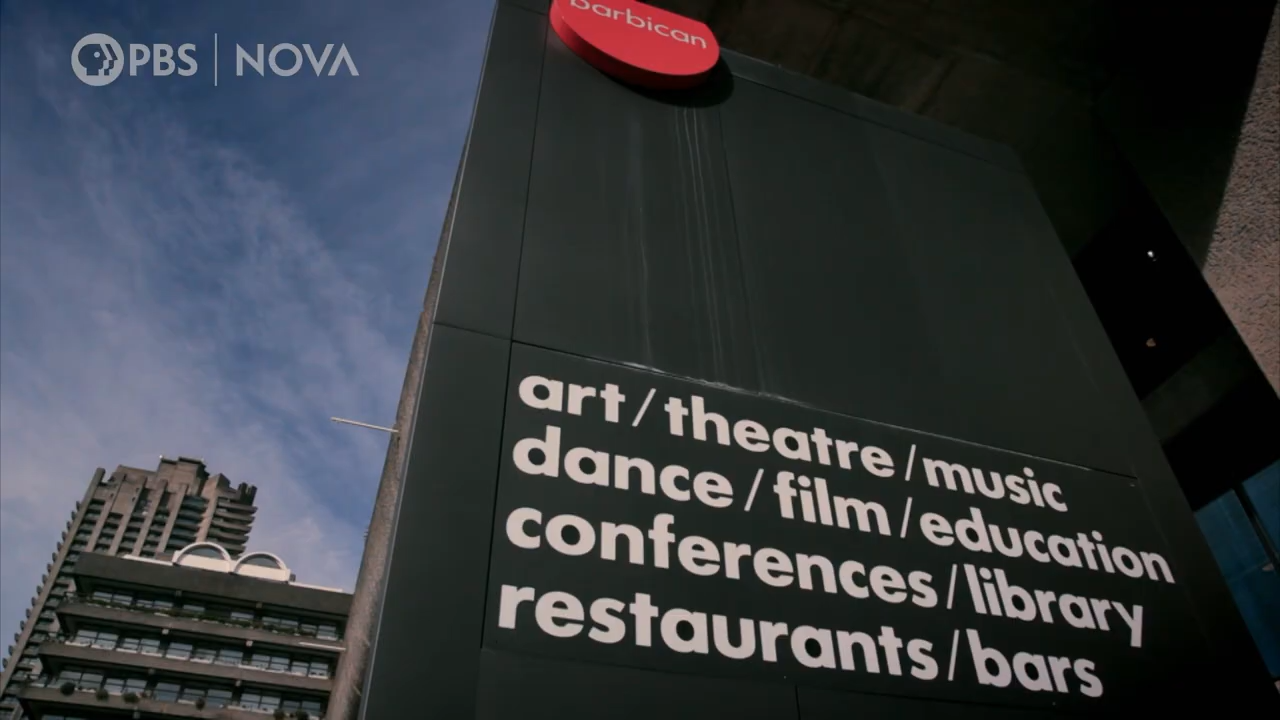 PBS | NOVA
barbican
art/theatre/music
dance/film/education
conferences/library
restaurants/bars